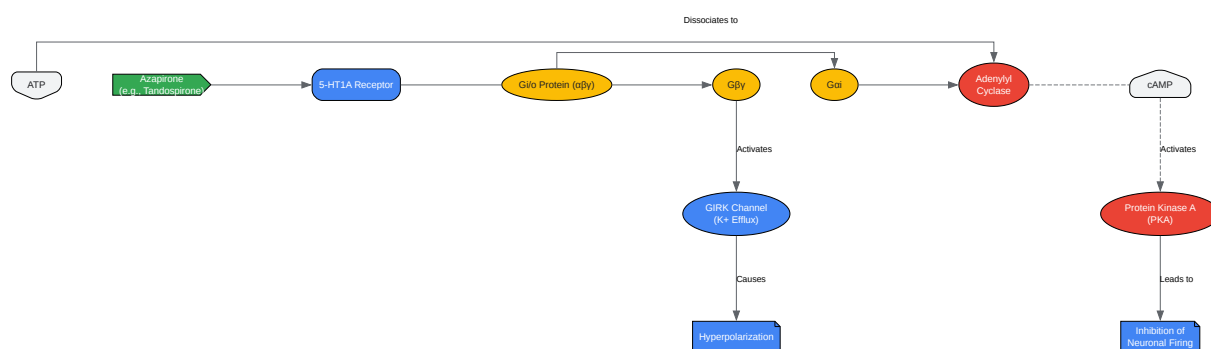 Dissociates to
ATP
Azapirone
(e.g., Tandospirone)
5-HT1A Receptor
Gi/o Protein (αβγ)
Gβγ
Gαi
Adenylyl
Cyclase
cAMP
Activates
Activates
GIRK Channel
(K+ Efflux)
Protein Kinase A
(PKA)
Causes
Leads to
Hyperpolarization
Inhibition of
Neuronal Firing